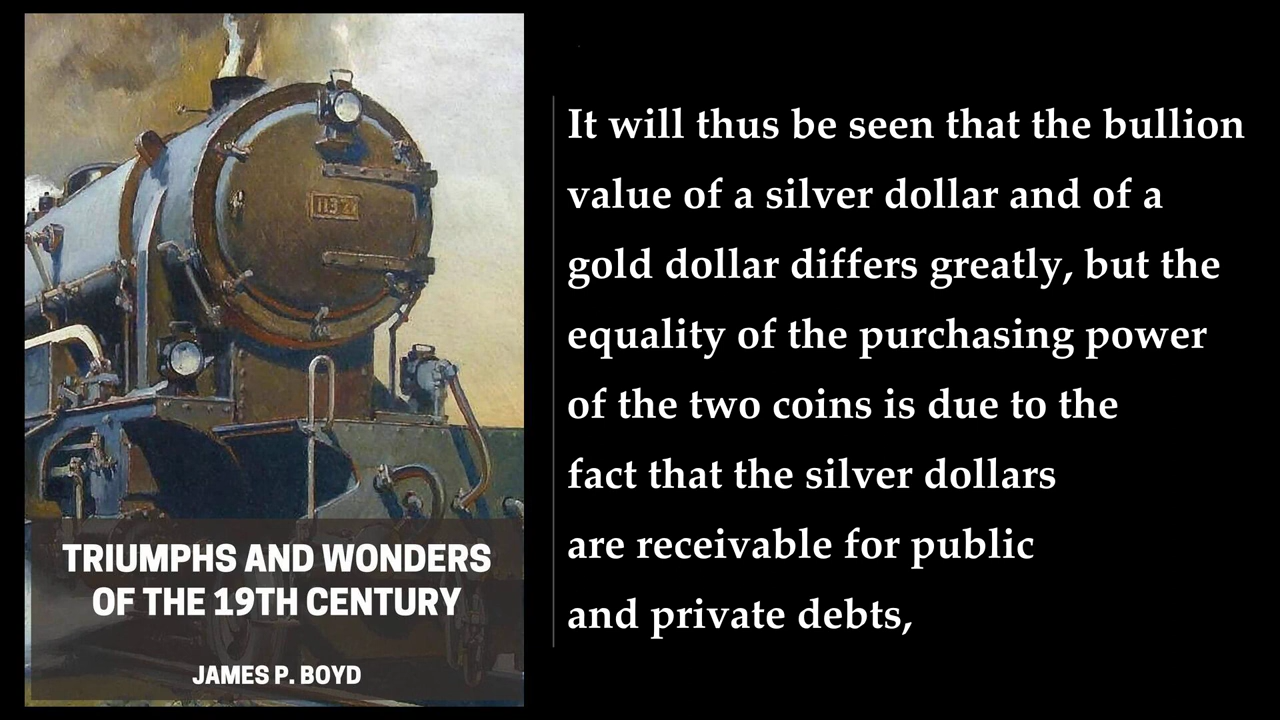 TRIUMPHS AND WONDERS
OF THE 19TH CENTURY
JAMES P. BOYD
It will thus be seen that the bullion
value of a silver dollar and of a
gold dollar differs greatly, but the
equality of the purchasing power
of the two coins is due to the
fact that the silver dollars
are receivable for public
and private debts,